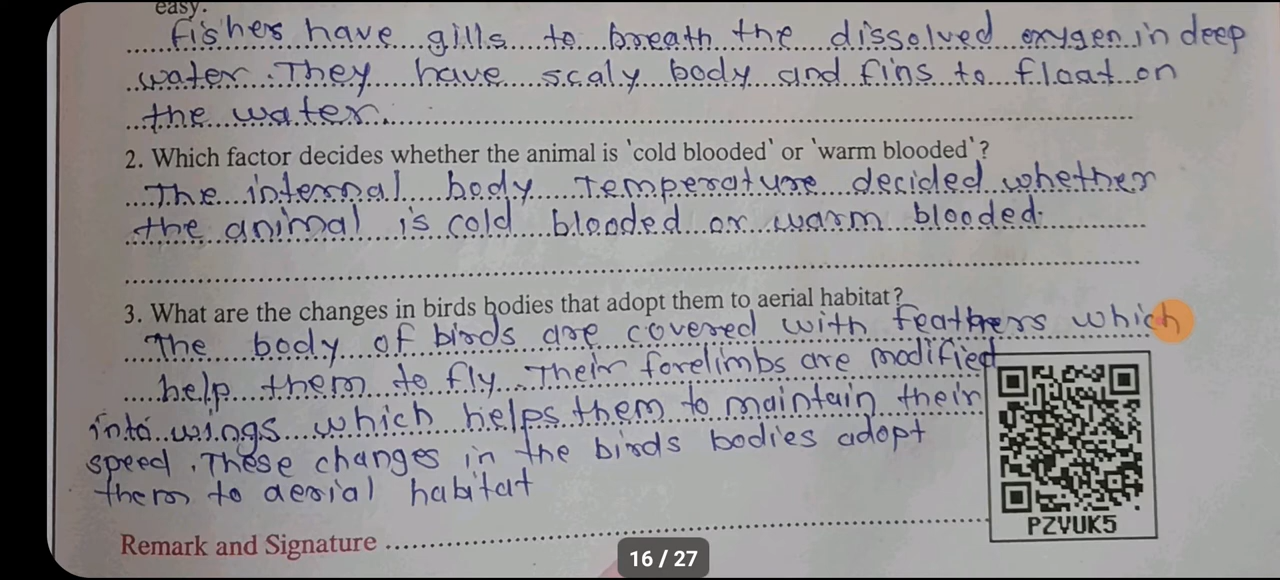 easy.
fishes have gills to breath the dissolved oxygen in deep
water. They have scaly body and fins to float on
the water.
2. Which factor decides whether the animal is 'cold blooded' or 'warm blooded'?
The internal body Temperature decided whether
the animal is cold blooded or warm blooded.
3. What are the changes in birds bodies that adopt them to aerial habitat?
The body of birds are covered with feathers which
help them to fly. Their forelimbs are modified
into wings which helps them to maintain their
speed. These changes in the birds bodies adopt
them to aerial habitat
PZVUK5
Remark and Signature
16 / 27